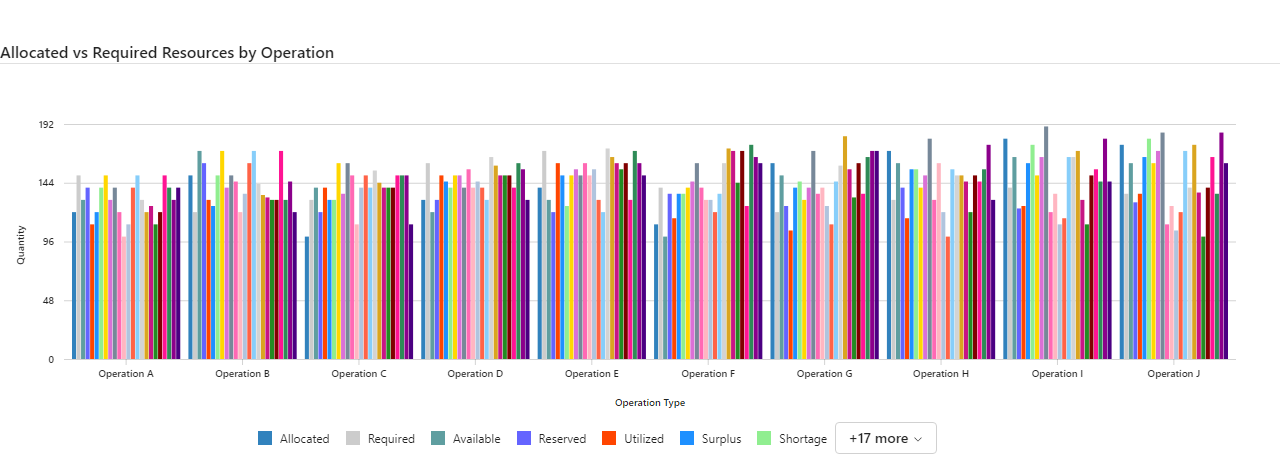 Allocated vs Required Resources by Operation
192
144
96
48
0
Quantity
Operation A Operation B Operation C Operation D Operation E Operation F Operation G Operation H Operation I Operation J
Operation Type
Allocated Required Available Reserved Utilized Surplus Shortage +17 more